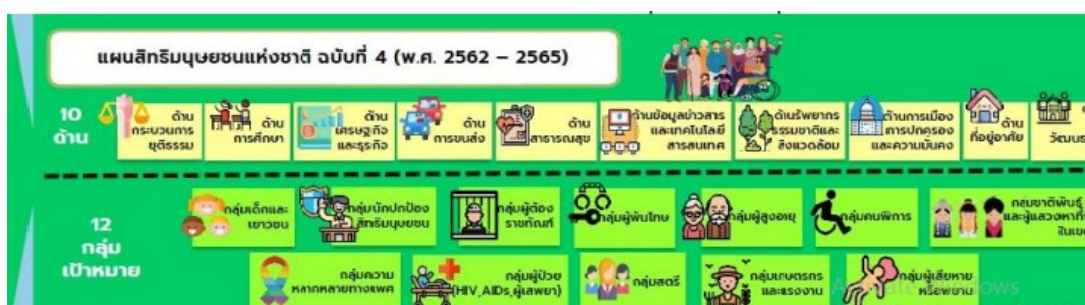 แผนสิทธิมนุษยชนแห่งชาติ ฉบับที่ 4 (พ.ศ. 2562 – 2565)
10
ด้าน
ด้าน
กระบวนการ
ยุติธรรม
ด้าน
การศึกษา
ด้าน
เศรษฐกิจ
และธุรกิจ
ด้าน
การขนส่ง
ด้าน
สาธารณสุข
ด้านข้อมูลข่าวสาร
และเทคโนโลยี
สารสนเทศ
ด้านทรัพยากร
ธรรมชาติและ
สิ่งแวดล้อม
ด้านการเมือง
การปกครอง
และความมั่นคง
ด้าน
ที่อยู่อาศัย
12
กลุ่ม
เป้าหมาย
กลุ่มเด็กและ
เยาวชน
กลุ่มนักปกป้อง
สิทธิมนุษยชน
กลุ่มผู้ต้อง
ราชทัณฑ์
กลุ่มผู้พ้นโทษ
กลุ่มผู้สูงอายุ
กลุ่มคนพิการ
กลุ่มชาติพันธุ์
กลุ่มความ
หลากหลายทางเพศ
กลุ่มผู้ป่วย
(HIV,AIDs,ผู้เสพยา)
กลุ่มสตรี
กลุ่มเกษตรกร
และแรงงาน
กลุ่มผู้เสียหาย
หรือพยาน